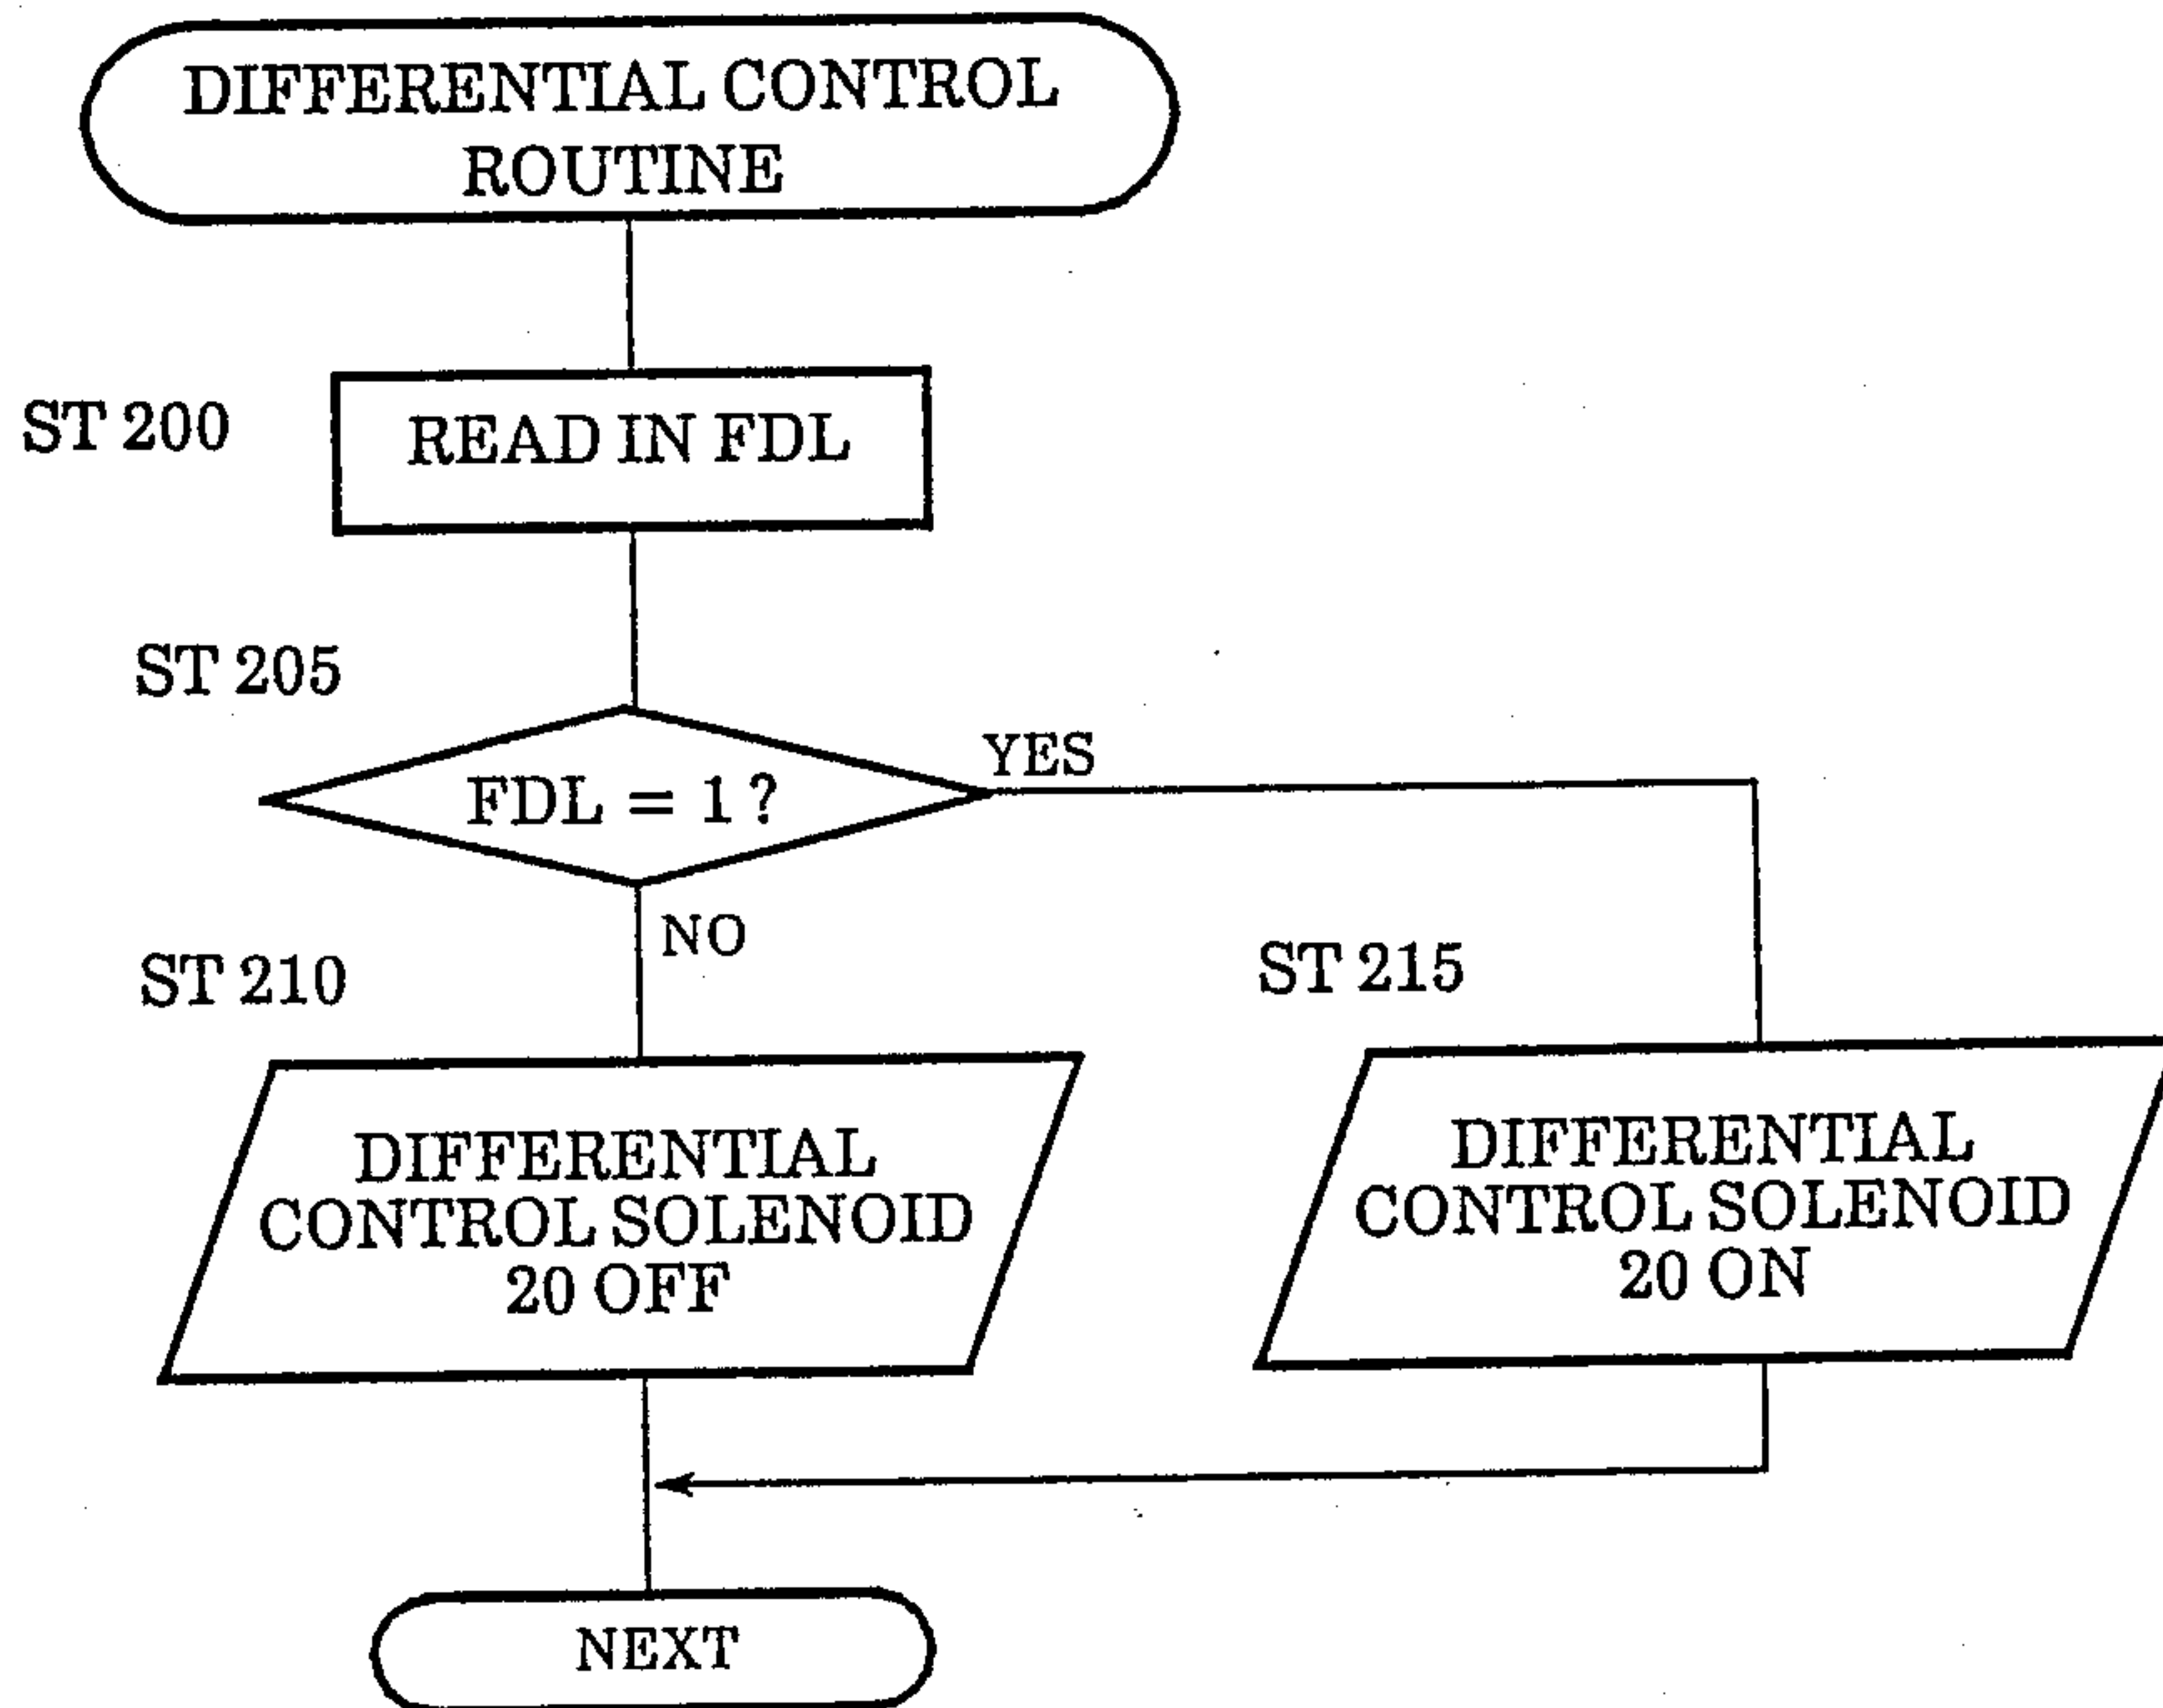 DIFFERENTIAL CONTROL
ROUTINE
ST 200
READ IN FDL
ST 205
FDL = 1 ?
YES
NO
ST 210
ST 215
DIFFERENTIAL
CONTROL SOLENOID
20 OFF
DIFFERENTIAL
CONTROL SOLENOID
20 ON
NEXT